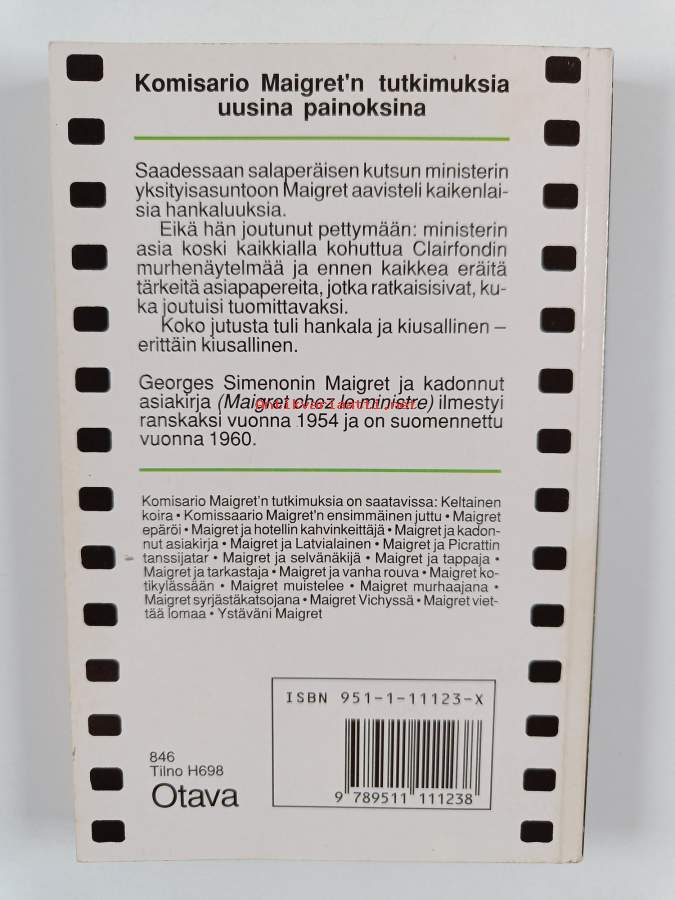 Komisario Maigret'n tutkimuksia
uusina painoksina
Saadessaan salaperäisen kutsun ministerin
yksityisasuntoon Maigret aavisteli kaikenlai-
sia hankaluuksia.
Eikä hän joutunut pettymään: ministerin
asia koski kaikkialla kohuttua Clairfondin
murhenäytelmää ja ennen kaikkea eräitä
tärkeitä asiapapereita, jotka ratkaisisivat, ku-
ka joutuisi tuomittavaksi.
Koko jutusta tuli hankala ja kiusallinen –
erittäin kiusallinen.
Georges Simenonin Maigret ja kadonnut
asiakirja (Maigret chez le ministre) ilmestyi
antikvariaatti.net
ranskaksi vuonna 1954 ja on suomennettu
vuonna 1960.
Komisario Maigret'n tutkimuksia on saatavissa: Keltainen
koira • Komissaario Maigret'n ensimmäinen juttu • Maigret
epäröi • Maigret ja hotellin kahvinkeittäjä • Maigret ja kadon-
nut asiakirja • Maigret ja Latvialainen • Maigret ja Picrattin
tanssijatar • Maigret ja selvänäkijä • Maigret ja tappaja •
Maigret ja tarkastaja • Maigret ja vanha rouva • Maigret ko-
tikylässään • Maigret muistelee • Maigret murhaajana •
Maigret syrjästäkatsojana • Maigret Vichyssä • Maigret viet-
tää lomaa • Ystäväni Maigret
ISBN 951-1-11123-X
846
Tilno H698
Otava
9 789511 111238